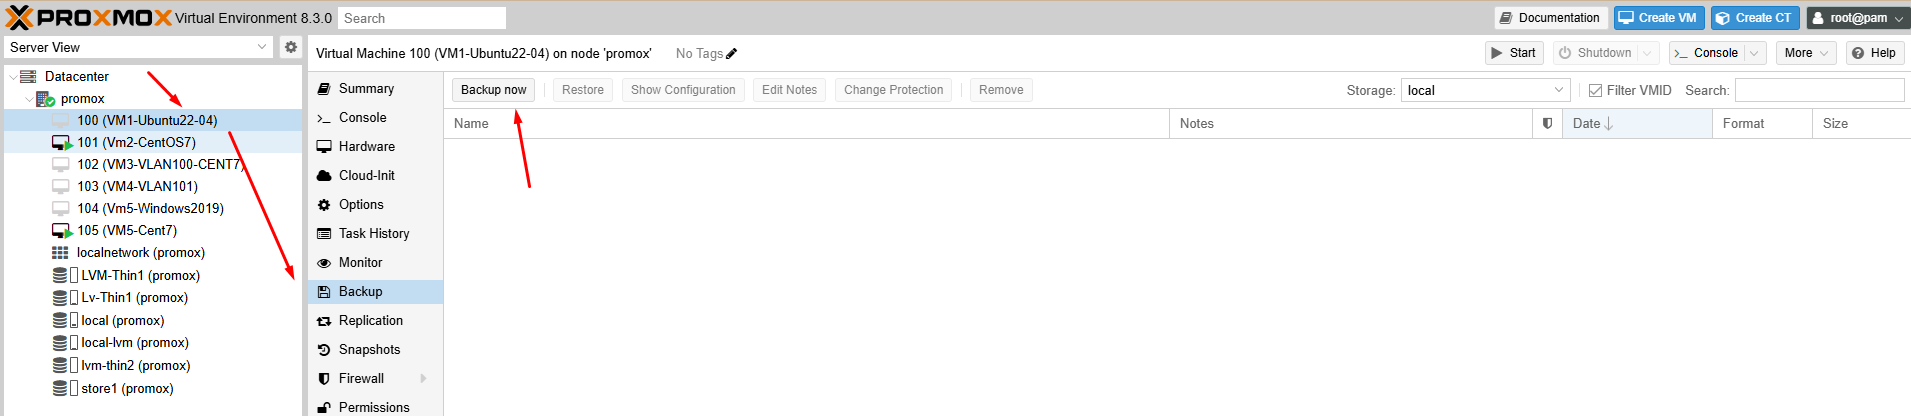 PROXMOX Virtual Environment 8.3.0 Search Documentation Create VM Create CT root@pam
Server View
Virtual Machine 100 (VM1-Ubuntu22-04) on node 'promox' No Tags Start Shutdown Console More Help
Datacenter
promox
100 (VM1-Ubuntu22-04)
101 (Vm2-CentOS7)
102 (VM3-VLAN100-CENT7)
103 (VM4-VLAN101)
104 (Vm5-Windows2019)
105 (VM5-Cent7)
localnetwork (promox)
LVM-Thin1 (promox)
Lv-Thin1 (promox)
local (promox)
local-lvm (promox)
lvm-thin2 (promox)
store1 (promox)
Summary
Console
Hardware
Cloud-Init
Options
Task History
Monitor
Backup
Replication
Snapshots
Firewall
Permissions
Backup now Restore Show Configuration Edit Notes Change Protection Remove Storage: local Filter VMID Search:
Name Notes Date Format Size